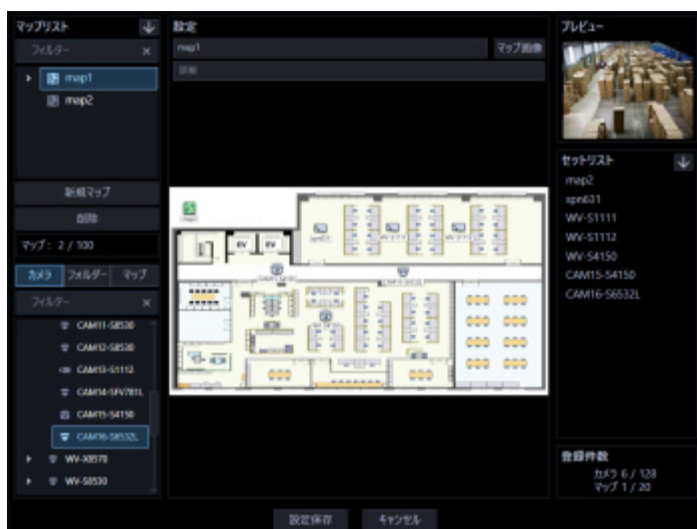 マップリスト
フィルター ×
map1
map2
新規マップ
削除
マップ: 2 / 100
カメラ フォルダー マップ
フィルター ×
CAM11-S8530
CAM12-S8530
CAM13-S1112
CAM14-SFV781L
CAM15-S4150
CAM16-S6532L
WV-X8570
WV-S8530
設定
map1 マップ画像
EV EV
設定保存 キャンセル
プレビュー
セットリスト
map2
spn631
WV-S1111
WV-S1112
WV-S4150
CAM15-S4150
CAM16-S6532L
登録件数
カメラ 6 / 128
マップ 1 / 20